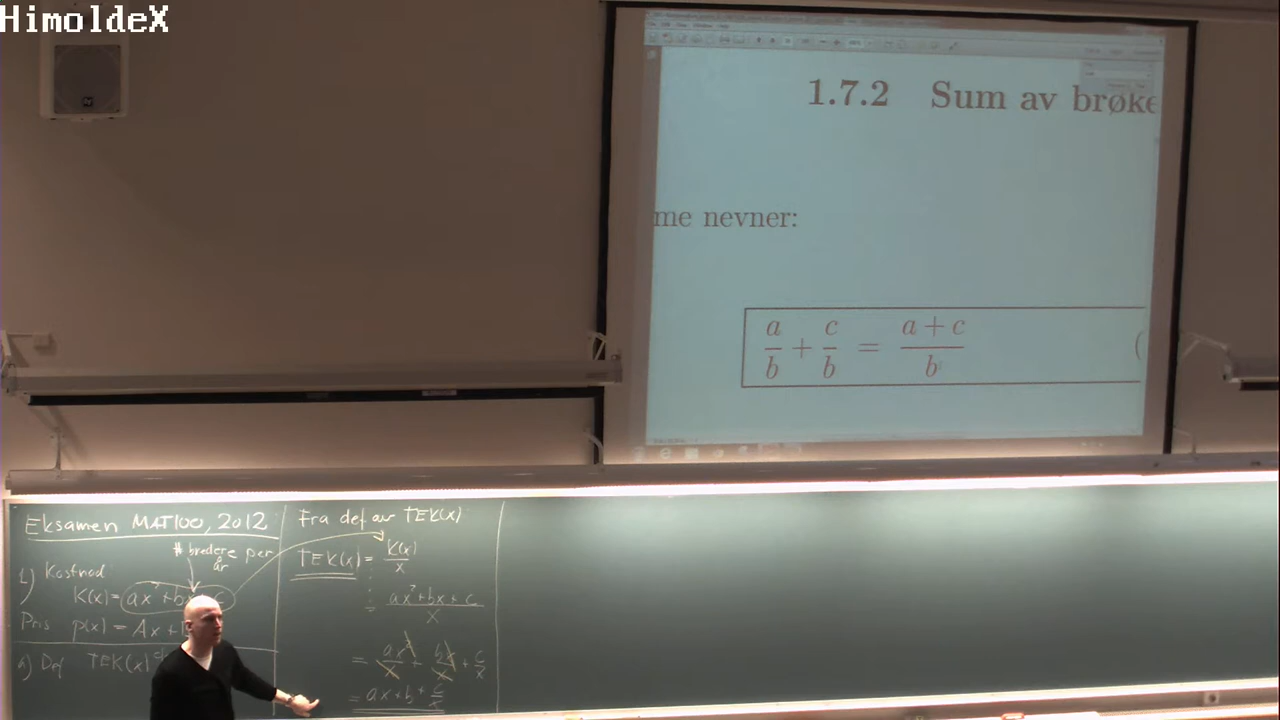 HimoldeX
1.7.2 Sum av brøke
me nevner:
a/b + c/b = (a + c)/b (
Eksamen MAT100, 2012
# bredere per
år
1) Kostnad
K(x) = ax² + bx + c
Pris p(x) = Ax +
a) Def TEK(x)
Fra def av TEK(x)
TEK(x) = K(x)/x
= (ax² + bx + c)/x
= ax²/x + bx/x + c/x
= ax + b + c/x